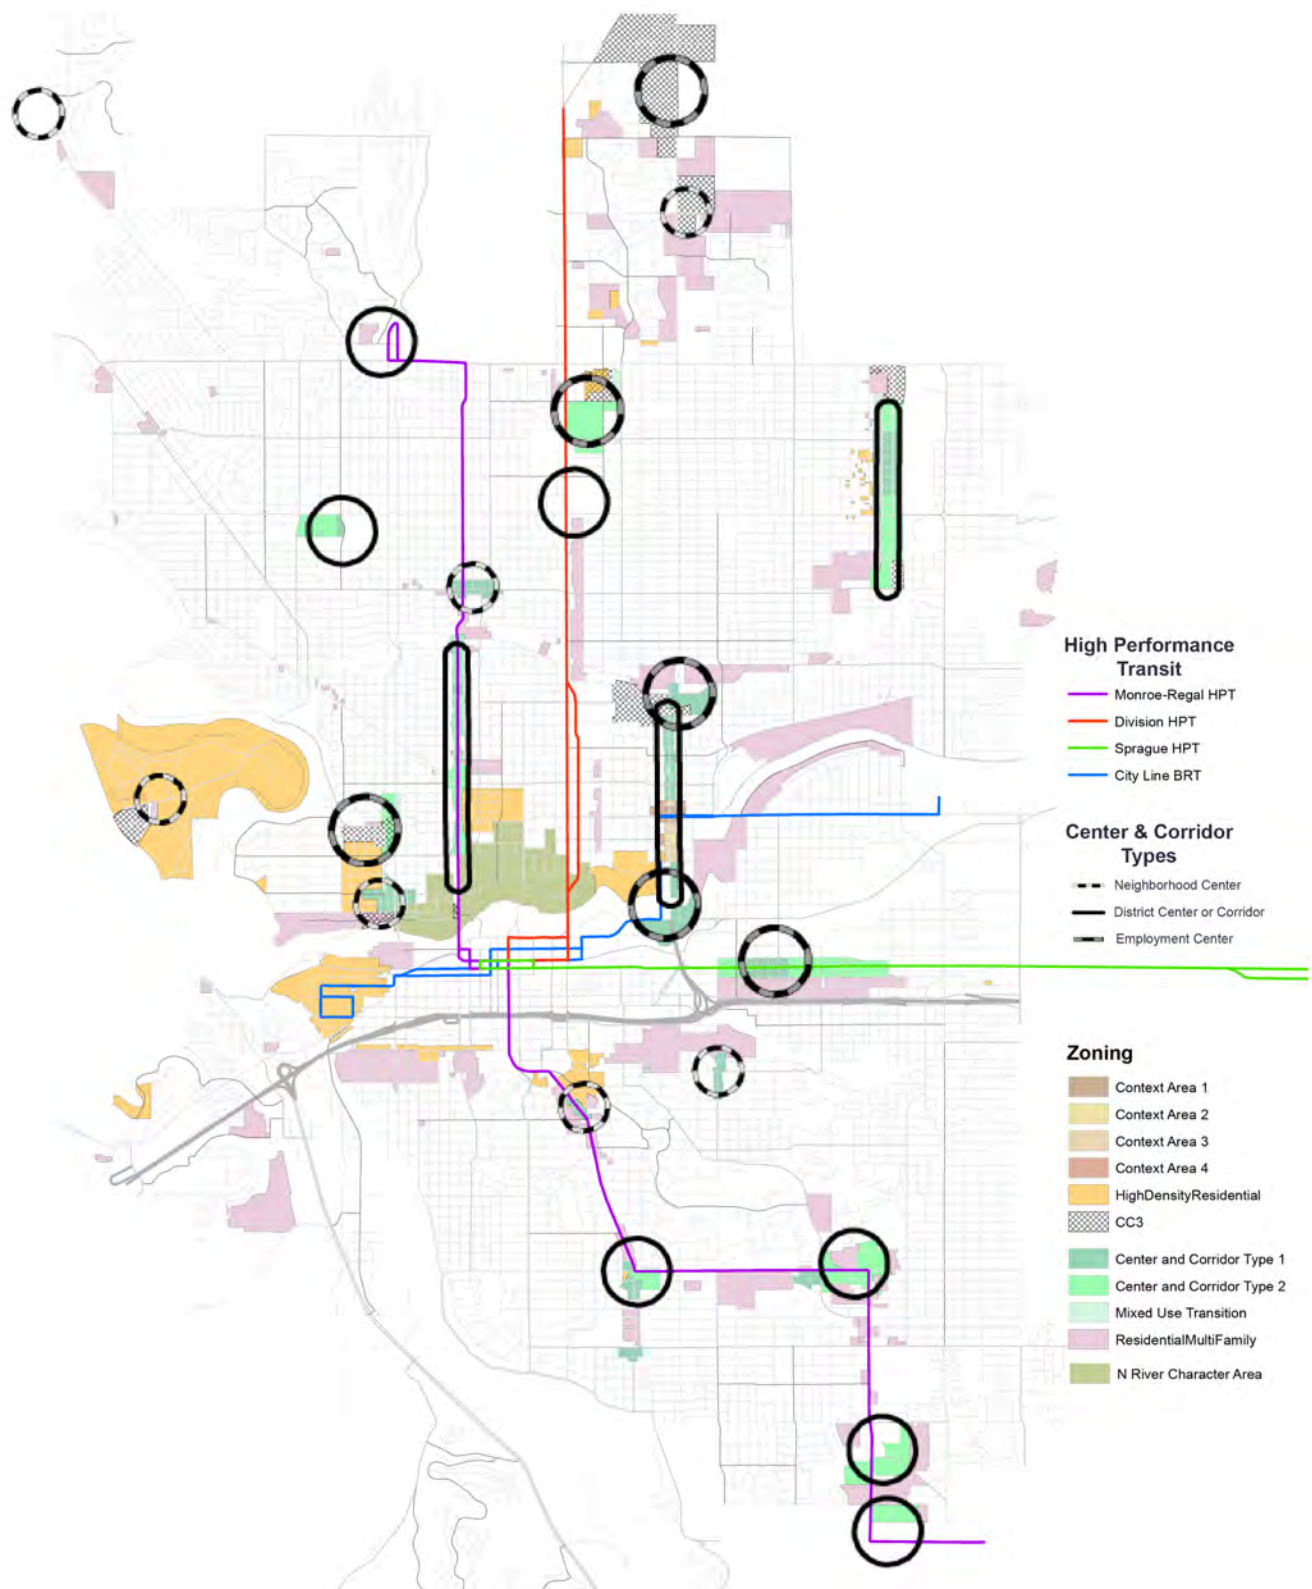 High Performance
Transit
Monroe-Regal HPT
Division HPT
Sprague HPT
City Line BRT
Center & Corridor
Types
Neighborhood Center
District Center or Corridor
Employment Center
Zoning
Context Area 1
Context Area 2
Context Area 3
Context Area 4
HighDensityResidential
CC3
Center and Corridor Type 1
Center and Corridor Type 2
Mixed Use Transition
ResidentialMultiFamily
N River Character Area